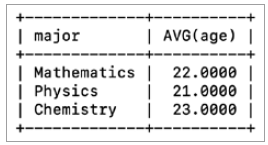 +-------------+----------+
| major       | AVG(age) |
+-------------+----------+
| Mathematics |  22.0000 |
| Physics     |  21.0000 |
| Chemistry   |  23.0000 |
+-------------+----------+